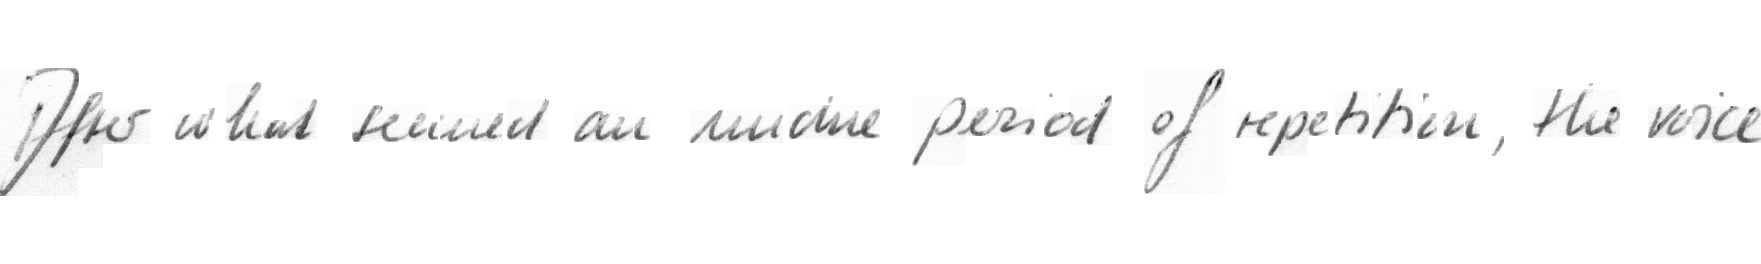 After what seemed an undue period of repetition, the voice